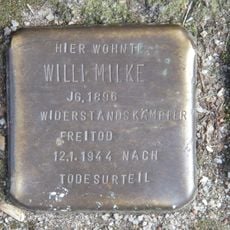 HIER WOHNTE
WILLI MILKE
JG. 1896
WIDERSTANDSKÄMPFER
FREITOD
12.1.1944 NACH
TODESURTEIL